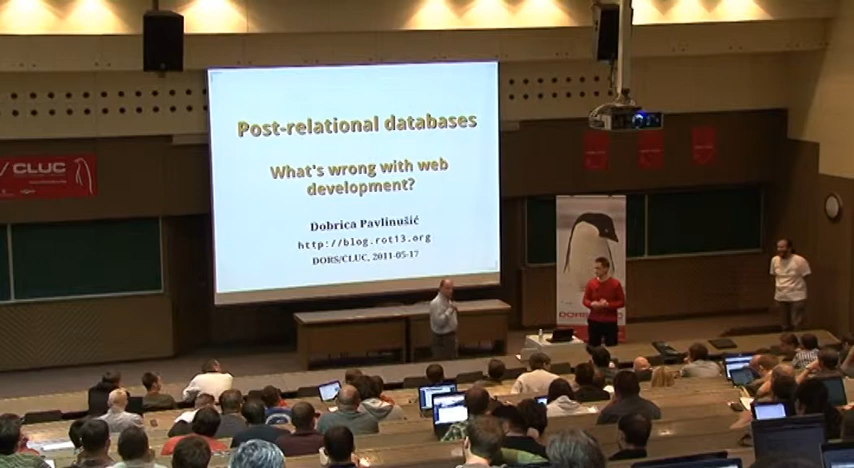 Post-relational databases
What's wrong with web
development?
Dobrica Pavlinušić
http://blog.rot13.org
DORS/CLUC, 2011-05-17
/ CLUC
DORS